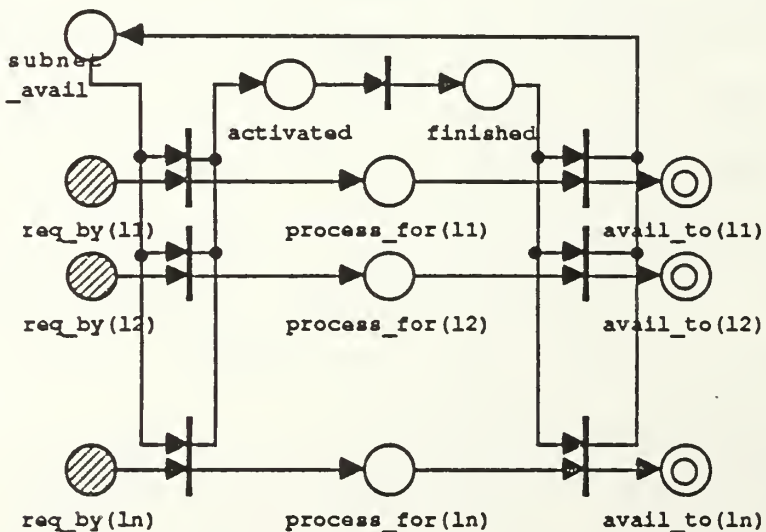 subnet
_avail
activated
finished
req_by(l1)
process_for(l1)
avail_to(l1)
req_by(l2)
process_for(l2)
avail_to(l2)
req_by(ln)
process_for(ln)
avail_to(ln)